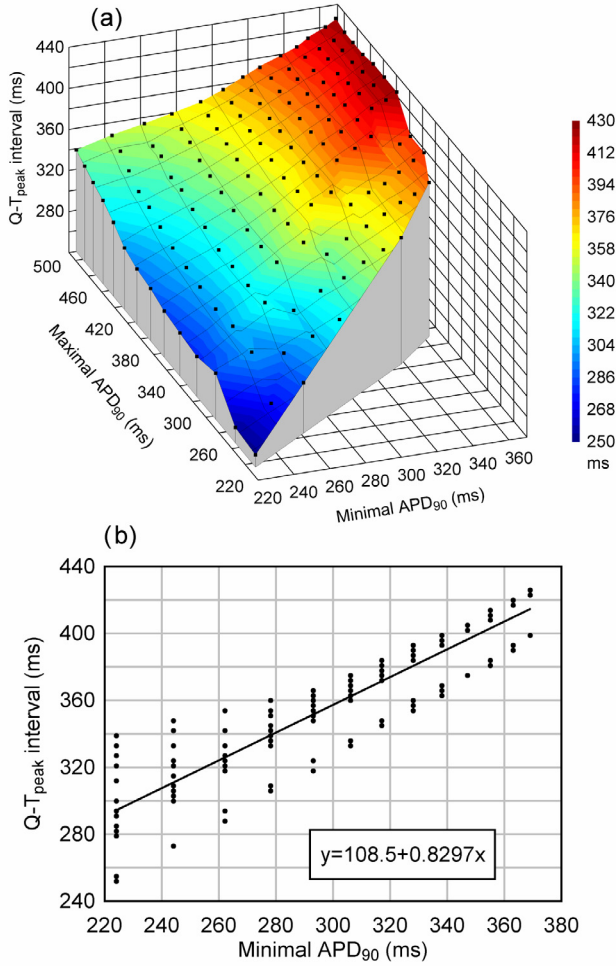 (a)
440
400
360
320
280
Q-Tpeak interval (ms)
500
460
420
380
340
300
260
220
Maximal APD90 (ms)
220 240 260 280 300 320 340 360
Minimal APD90 (ms)
430
412
394
376
358
340
322
304
286
268
250
ms
(b)
440
400
360
320
280
240
Q-Tpeak interval (ms)
y=108.5+0.8297x
220 240 260 280 300 320 340 360 380
Minimal APD90 (ms)